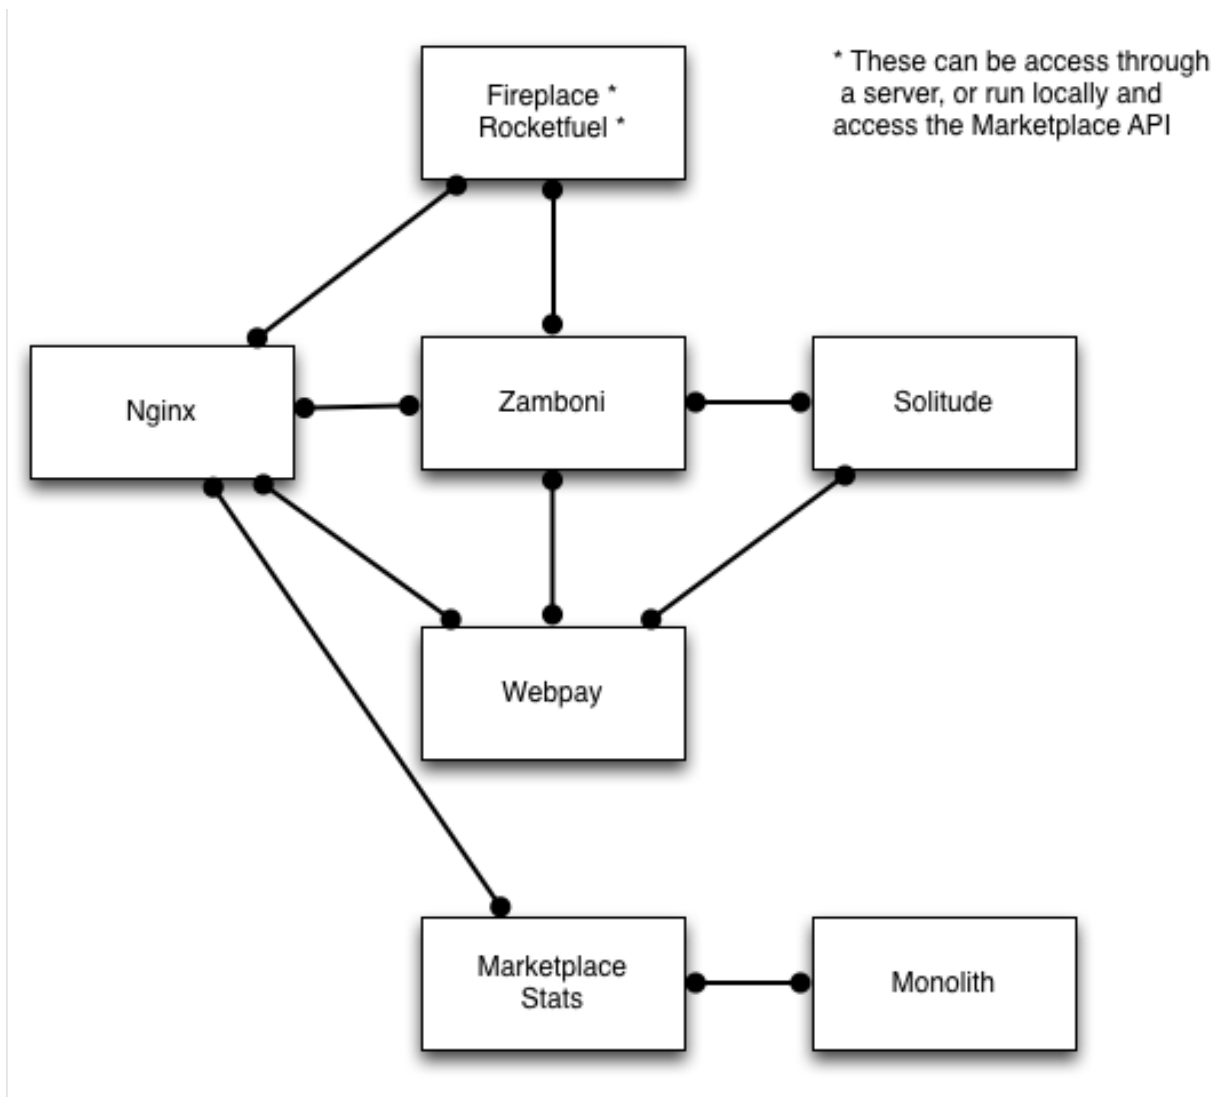 Fireplace *
Rocketfuel *
* These can be access through
a server, or run locally and
access the Marketplace API
Nginx
Zamboni
Solitude
Webpay
Marketplace
Stats
Monolith